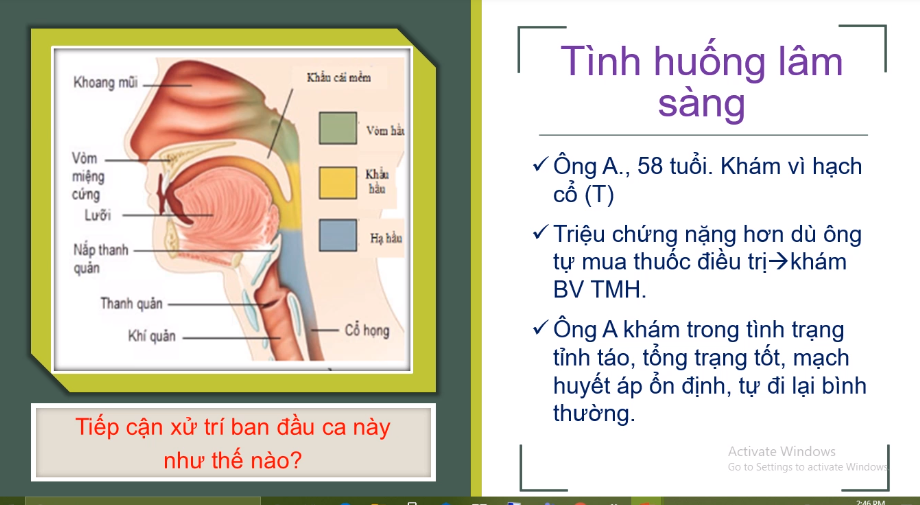 Khoang mũi
Khẩu cái mềm
Vòm hầu
Vòm
miệng
cứng
Khẩu
hầu
Lưỡi
Hạ hầu
Nắp thanh
quản
Thanh quản
Khí quản
Cổ họng
Tiếp cận xử trí ban đầu ca này
như thế nào?
Tình huống lâm
sàng
✓ Ông A., 58 tuổi. Khám vì hạch
cổ (T)
✓ Triệu chứng nặng hơn dù ông
tự mua thuốc điều trị→khám
BV TMH.
✓ Ông A khám trong tình trạng
tỉnh táo, tổng trạng tốt, mạch
huyết áp ổn định, tự đi lại bình
thường.
Activate Windows
Go to Settings to activate Windows
2:46 PM